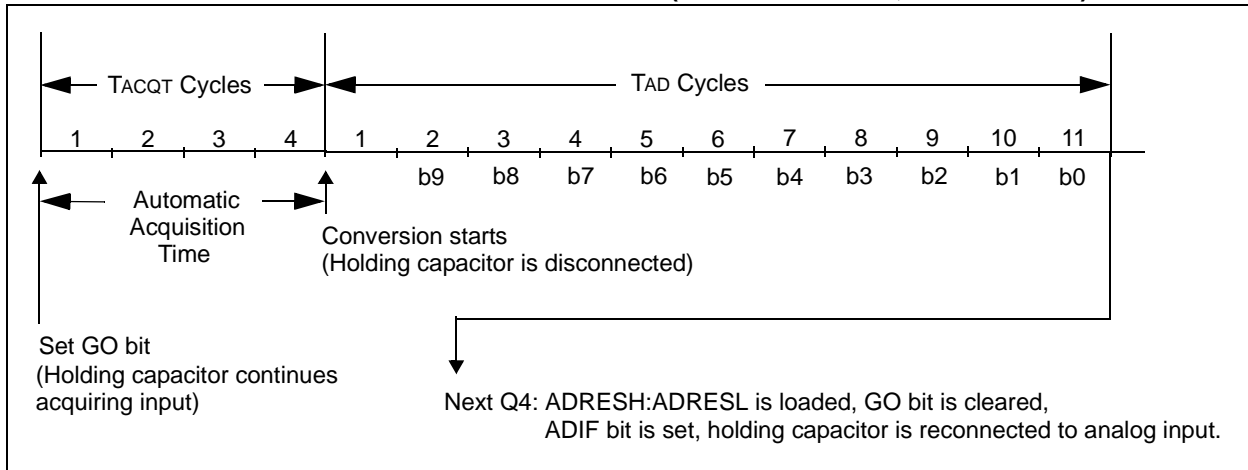 TACQT Cycles
TAD Cycles
1 2 3 4 1 2 3 4 5 6 7 8 9 10 11
b9 b8 b7 b6 b5 b4 b3 b2 b1 b0
Automatic
Acquisition
Time
Conversion starts
(Holding capacitor is disconnected)
Set GO bit
(Holding capacitor continues
acquiring input)
Next Q4: ADRESH:ADRESL is loaded, GO bit is cleared,
ADIF bit is set, holding capacitor is reconnected to analog input.